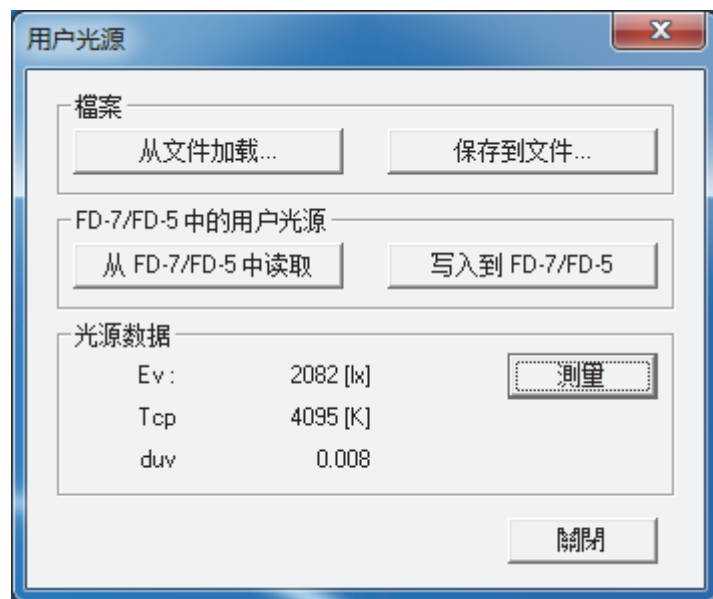 用户光源
檔案
从文件加载...
保存到文件...
FD-7/FD-5 中的用户光源
从 FD-7/FD-5 中读取
写入到 FD-7/FD-5
光源数据
Ev: 2082 [lx]
測量
Tcp 4095 [K]
duv 0.008
關閉